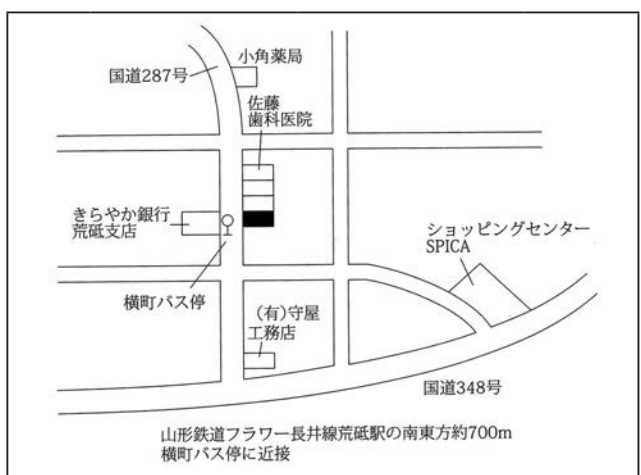 小角薬局
国道287号
佐藤
歯科医院
きらやか銀行
荒砥支店
ショッピングセンター
SPICA
横町バス停
(有)守屋
工務店
国道348号
山形鉄道フラワー長井線荒砥駅の南東方約700m
横町バス停に近接